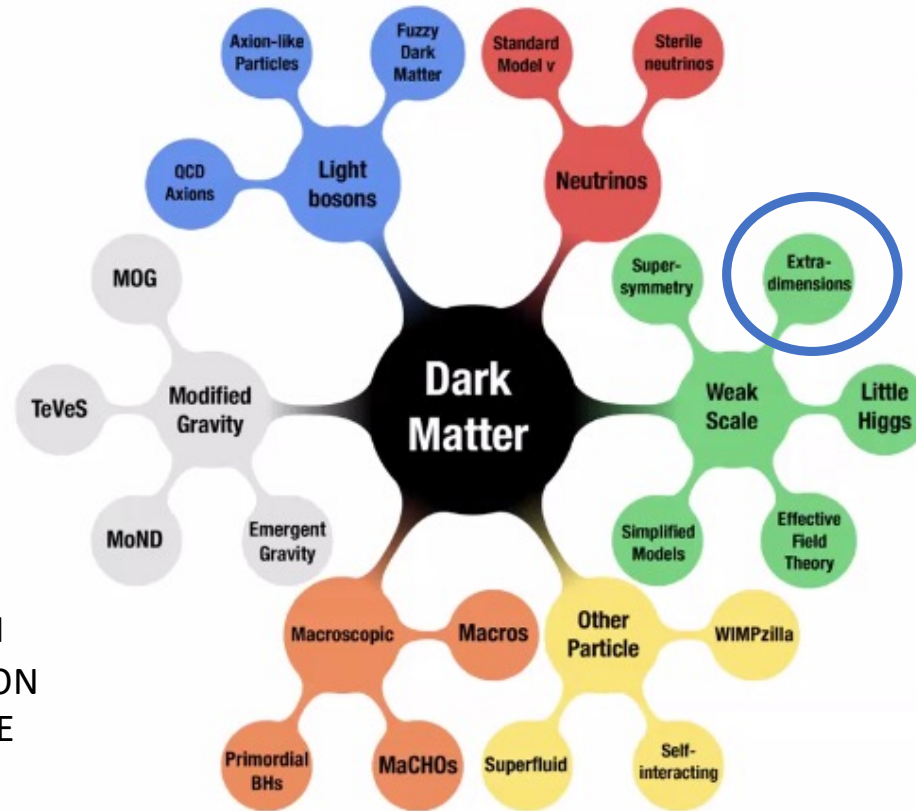 Axion-like
Particles
Fuzzy
Dark
Matter
Standard
Model ν
Sterile
neutrinos
QCD
Axions
Light
bosons
Neutrinos
MOG
Super-
symmetry
Extra-
dimensions
TeVeS
Modified
Gravity
Dark
Matter
Weak
Scale
Little
Higgs
MoND
Emergent
Gravity
Simplified
Models
Effective
Field
Theory
Macroscopic
Macros
Other
Particle
WIMPzilla
ON
Primordial
BHs
MaCHOs
Superfluid
Self-
interacting